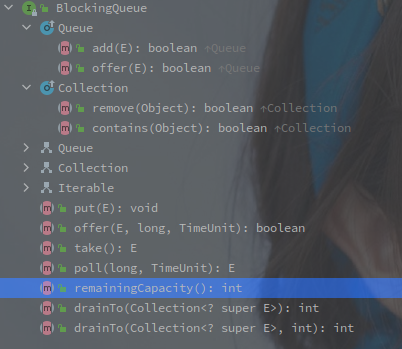 BlockingQueue
Queue
add(E): boolean ↑Queue
offer(E): boolean ↑Queue
Collection
remove(Object): boolean ↑Collection
contains(Object): boolean ↑Collection
Queue
Collection
Iterable
put(E): void
offer(E, long, TimeUnit): boolean
take(): E
poll(long, TimeUnit): E
remainingCapacity(): int
drainTo(Collection<? super E>): int
drainTo(Collection<? super E>, int): int